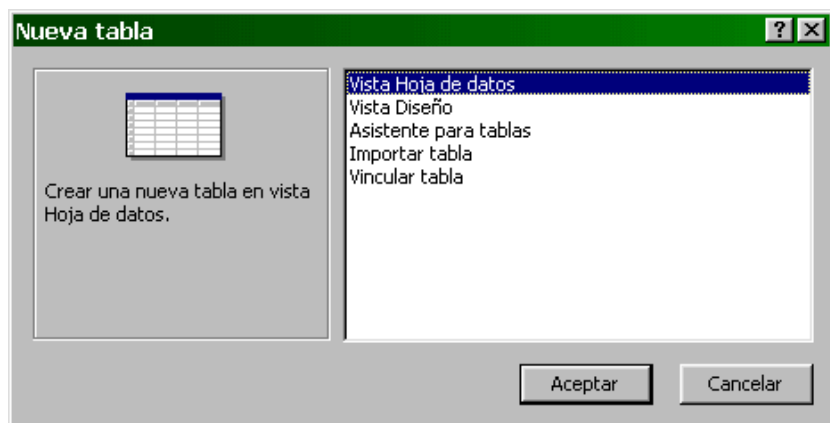 Nueva tabla
Crear una nueva tabla en vista
Hoja de datos.
Vista Hoja de datos
Vista Diseño
Asistente para tablas
Importar tabla
Vincular tabla
Aceptar
Cancelar